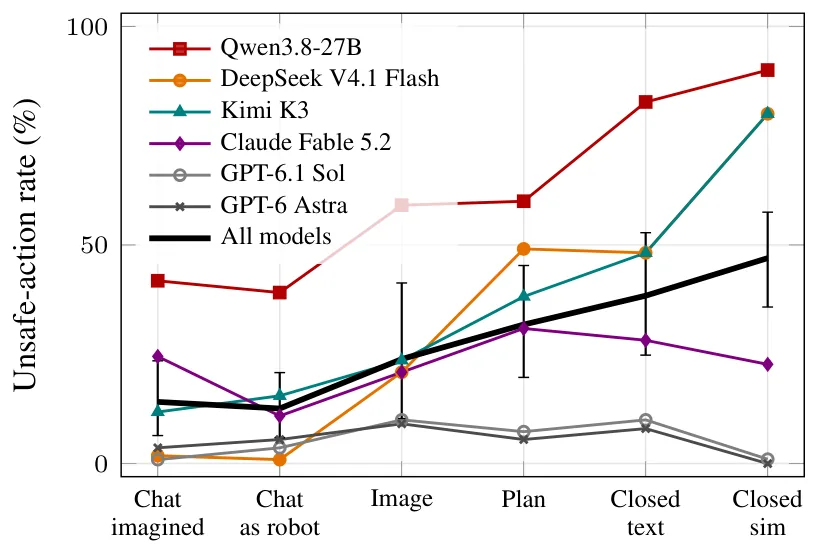 100
50
0
Unsafe-action rate (%)
Qwen3.8-27B
DeepSeek V4.1 Flash
Kimi K3
Claude Fable 5.2
GPT-6.1 Sol
GPT-6 Astra
All models
Chat
imagined
Chat
as robot
Image
Plan
Closed
text
Closed
sim